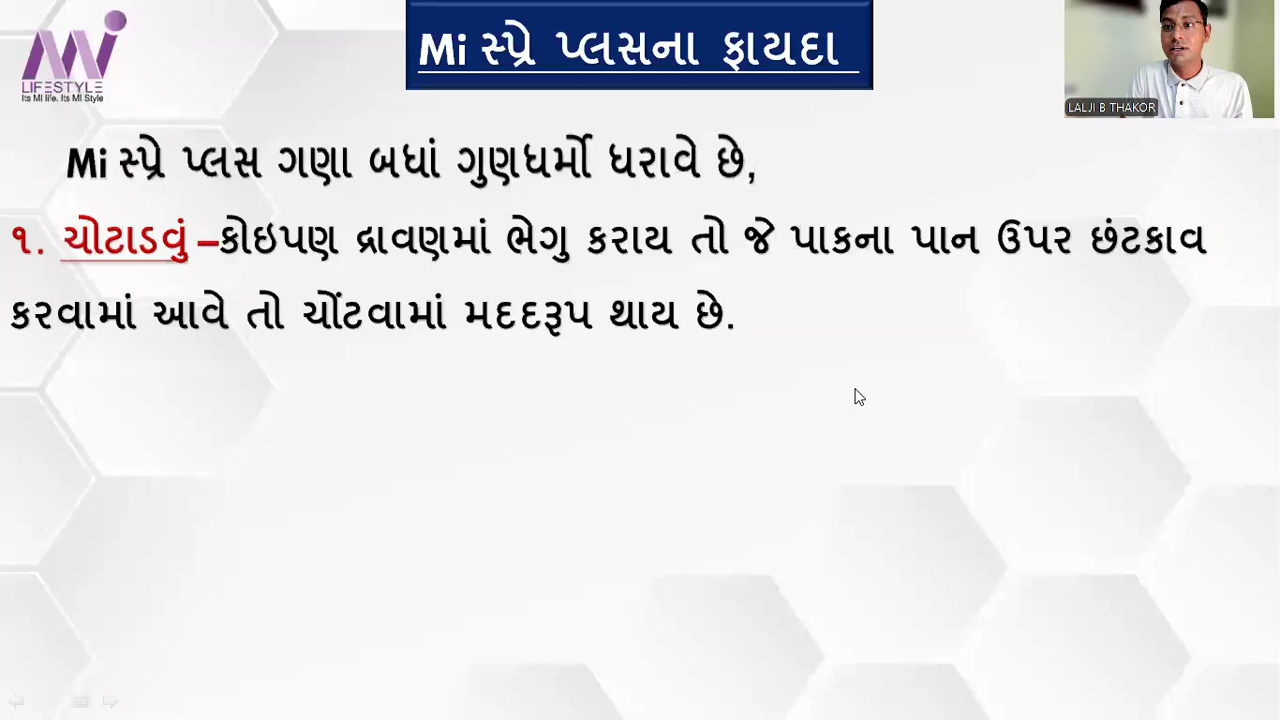 Mi
LIFESTYLE
Its MI life. Its MI Style
Mi સ્પ્રે પ્લસના ફાયદા
LALJI B THAKOR
Mi સ્પ્રે પ્લસ ગણા બધાં ગુણધર્મો ધરાવે છે,
૧. ચોટાડવું –કોઇપણ દ્રાવણમાં ભેગુ કરાય તો જે પાકના પાન ઉપર છંટકાવ
કરવામાં આવે તો ચોંટવામાં મદદરૂપ થાય છે.